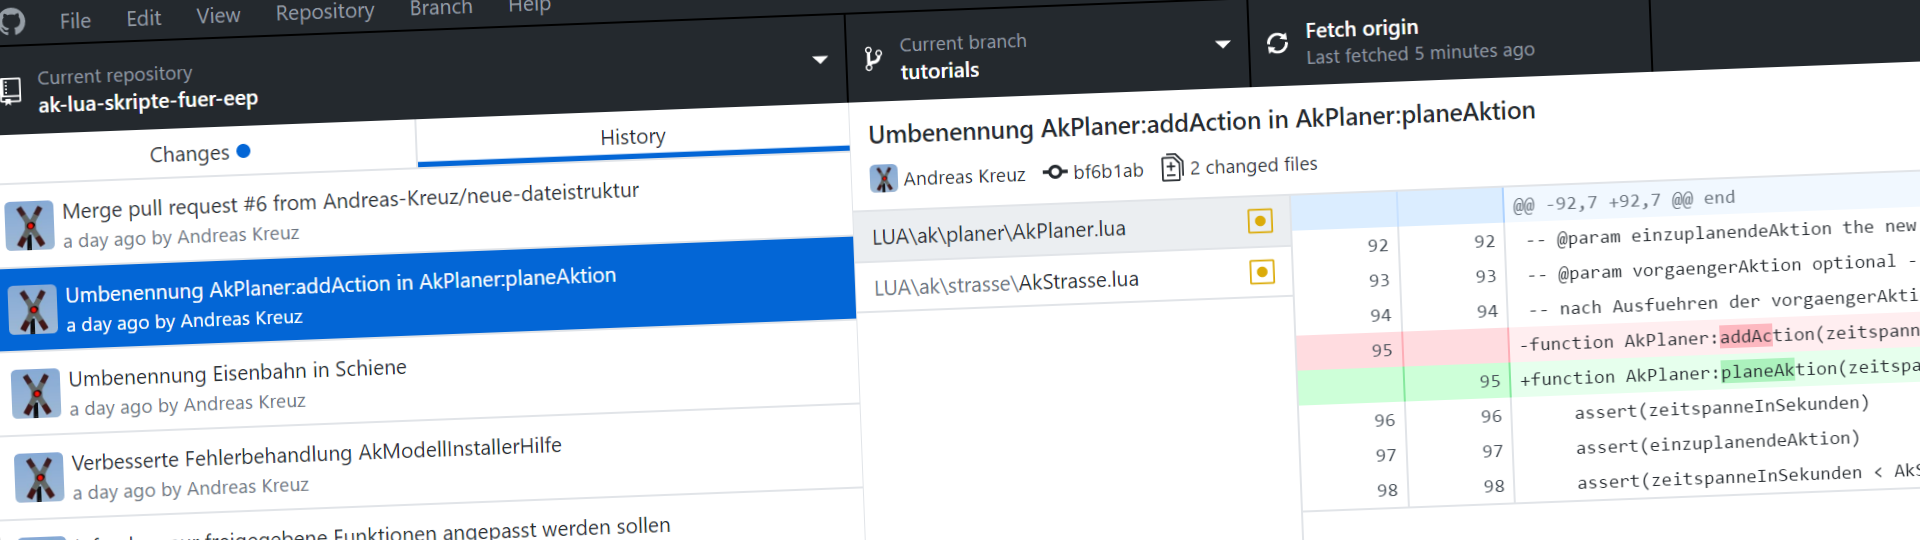 File Edit View Repository Branch Help
Current repository
ak-lua-skripte-fuer-eep
Current branch
tutorials
Fetch origin
Last fetched 5 minutes ago
Changes
History
Merge pull request #6 from Andreas-Kreuz/neue-dateistruktur
a day ago by Andreas Kreuz
Umbenennung AkPlaner:addAction in AkPlaner:planeAktion
a day ago by Andreas Kreuz
Umbenennung Eisenbahn in Schiene
a day ago by Andreas Kreuz
Verbesserte Fehlerbehandlung AkModellInstallerHilfe
a day ago by Andreas Kreuz
nur freigegebene Funktionen angepasst werden sollen
Umbenennung AkPlaner:addAction in AkPlaner:planeAktion
Andreas Kreuz bf6b1ab 2 changed files
LUA\ak\planer\AkPlaner.lua
LUA\ak\strasse\AkStrasse.lua
@@ -92,7 +92,7 @@ end
92 92 -- @param einzuplanendeAktion the new
93 93 -- @param vorgaengerAktion optional -
94 94 -- nach Ausfuehren der vorgaengerAkti
95 -function AkPlaner:addAction(zeitspann
95 +function AkPlaner:planeAktion(zeitspa
96 96 assert(zeitspanneInSekunden)
97 97 assert(einzuplanendeAktion)
98 98 assert(zeitspanneInSekunden < AkS